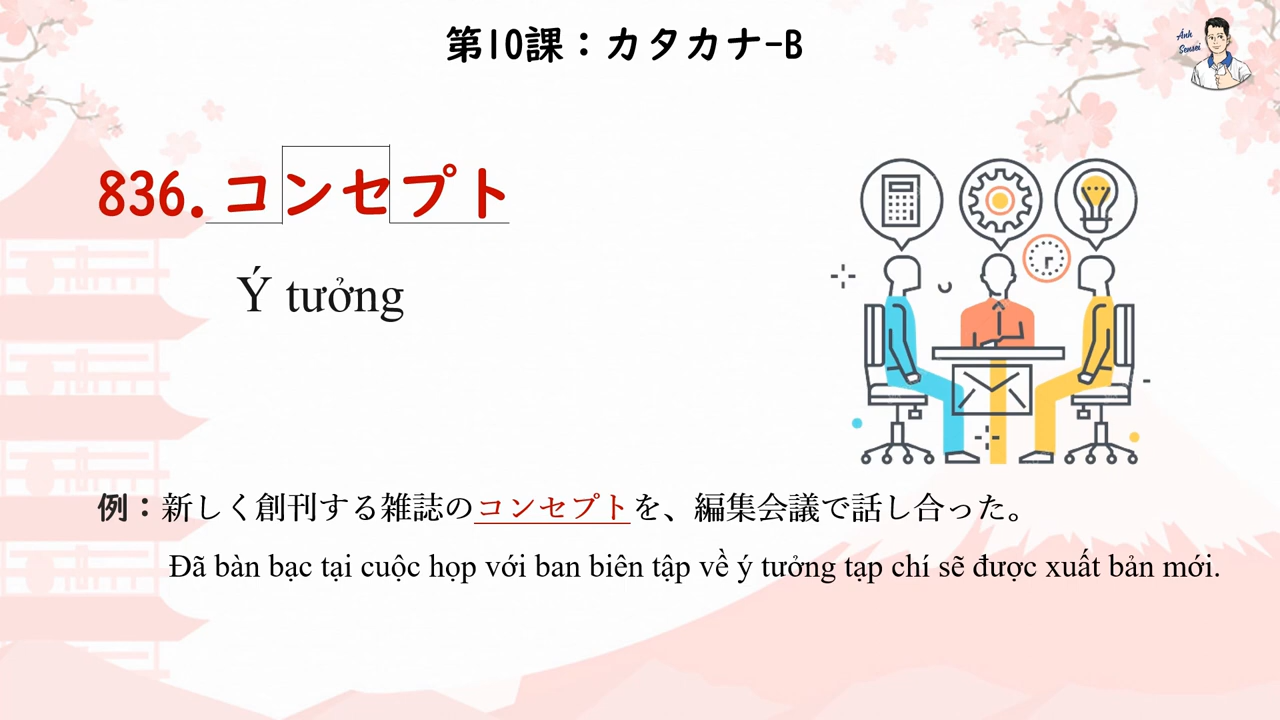 第10課：カタカナ-B
Anh
Sensei
836.コンセプト
Ý tưởng
例：新しく創刊する雑誌のコンセプトを、編集会議で話し合った。
Đã bàn bạc tại cuộc họp với ban biên tập về ý tưởng tạp chí sẽ được xuất bản mới.